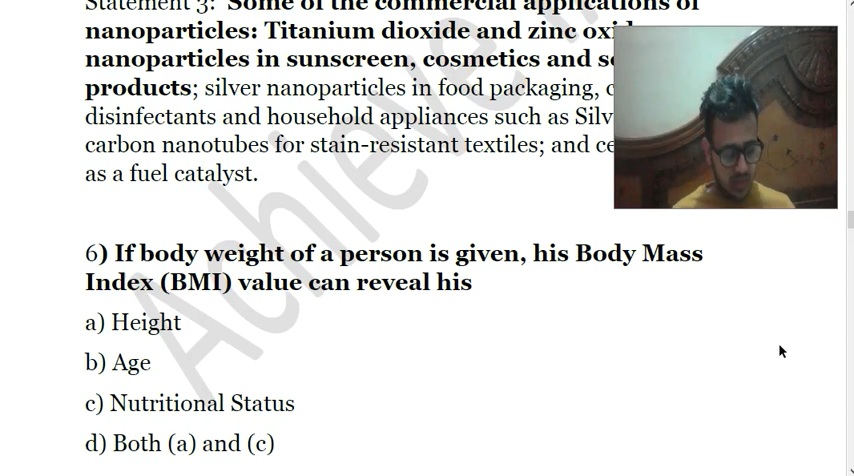 Statement 3: Some of the commercial applications of
nanoparticles: Titanium dioxide and zinc
nanoparticles in sunscreen, cosmetics and
products; silver nanoparticles in food packaging,
disinfectants and household appliances such as
carbon nanotubes for stain-resistant textiles; and
as a fuel catalyst.
Achieve
6) If body weight of a person is given, his Body Mass
Index (BMI) value can reveal his
a) Height
b) Age
c) Nutritional Status
d) Both (a) and (c)